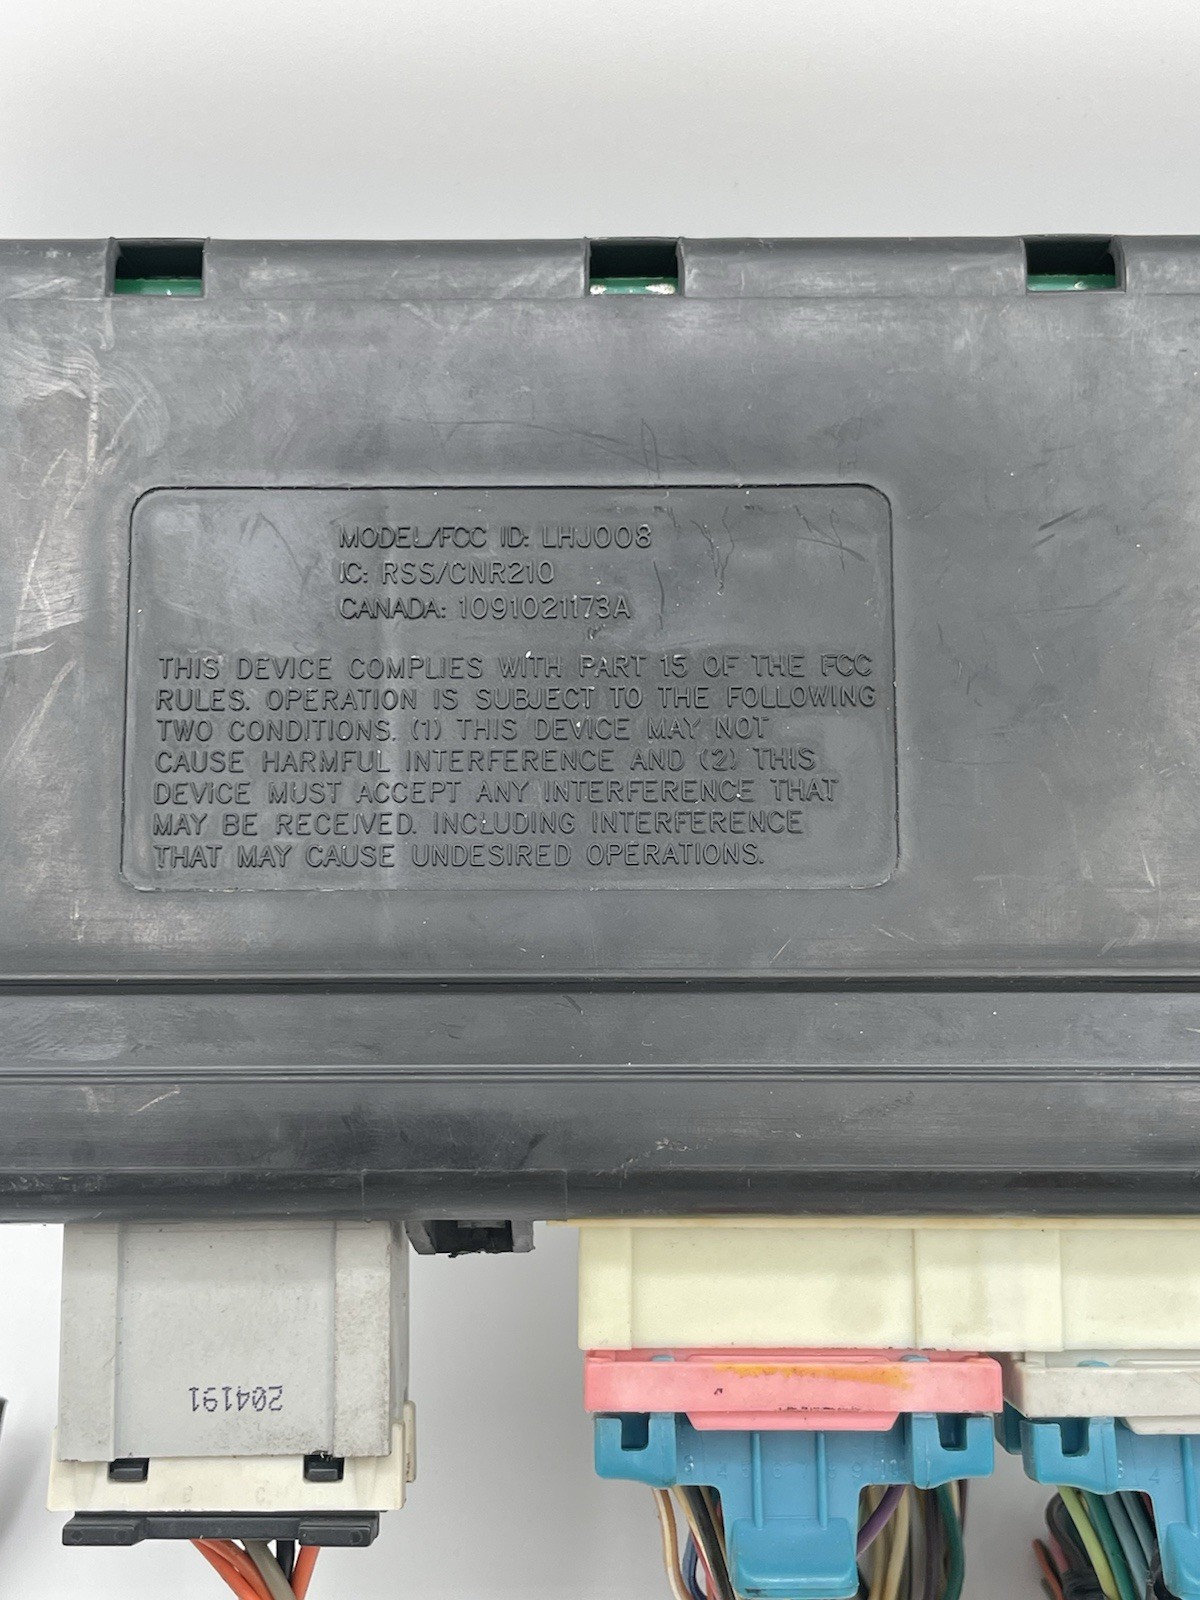 MODEL/FCC ID: LHJ008
IC: RSS/CNR210
CANADA: 1091021173A
THIS DEVICE COMPLIES WITH PART 15 OF THE FCC
RULES. OPERATION IS SUBJECT TO THE FOLLOWING
TWO CONDITIONS. (1) THIS DEVICE MAY NOT
CAUSE HARMFUL INTERFERENCE AND (2) THIS
DEVICE MUST ACCEPT ANY INTERFERENCE THAT
MAY BE RECEIVED. INCLUDING INTERFERENCE
THAT MAY CAUSE UNDESIRED OPERATIONS.
204191